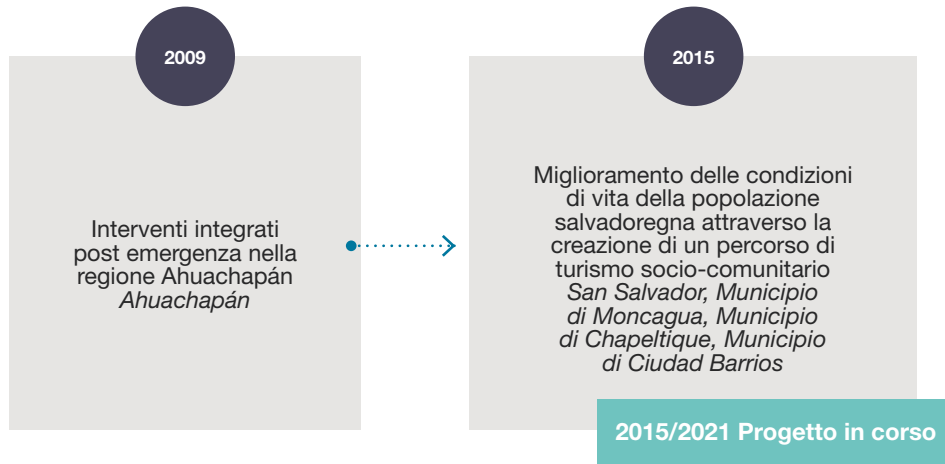 2009
Interventi integrati
post emergenza nella
regione Ahuachapán
Ahuachapán
2015
Miglioramento delle condizioni
di vita della popolazione
salvadoregna attraverso la
creazione di un percorso di
turismo socio-comunitario
San Salvador, Municipio
di Moncagua, Municipio
di Chapeltique, Municipio
di Ciudad Barrios
2015/2021 Progetto in corso